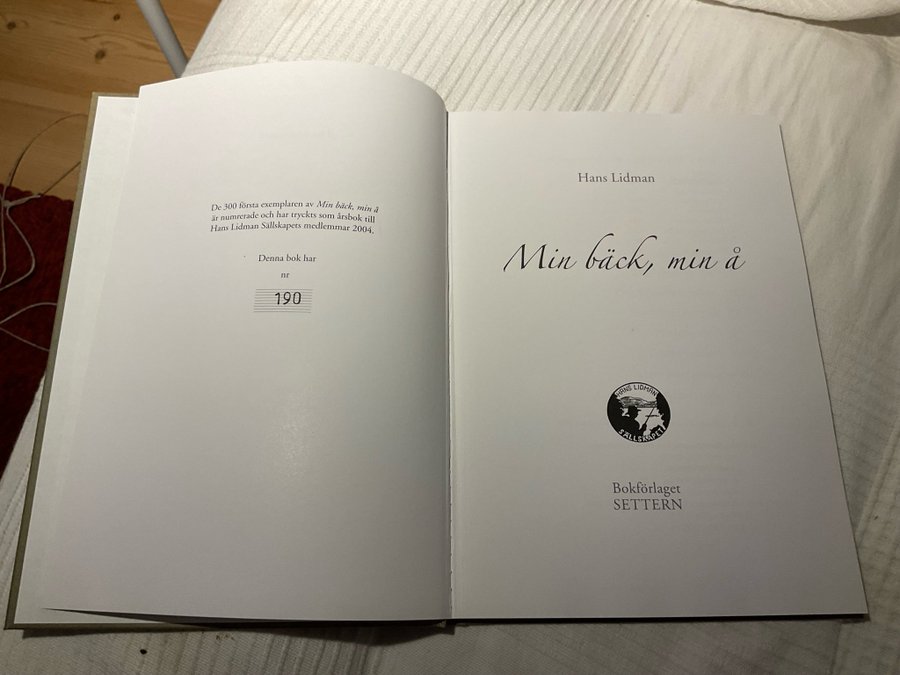 De 300 första exemplaren av Min bäck, min å
är numrerade och har tryckts som årsbok till
Hans Lidman Sällskapets medlemmar 2004.
Denna bok har
nr
190
Hans Lidman
Min bäck, min å
HANS LIDMAN
SÄLLSKAPET
Bokförlaget
SETTERN